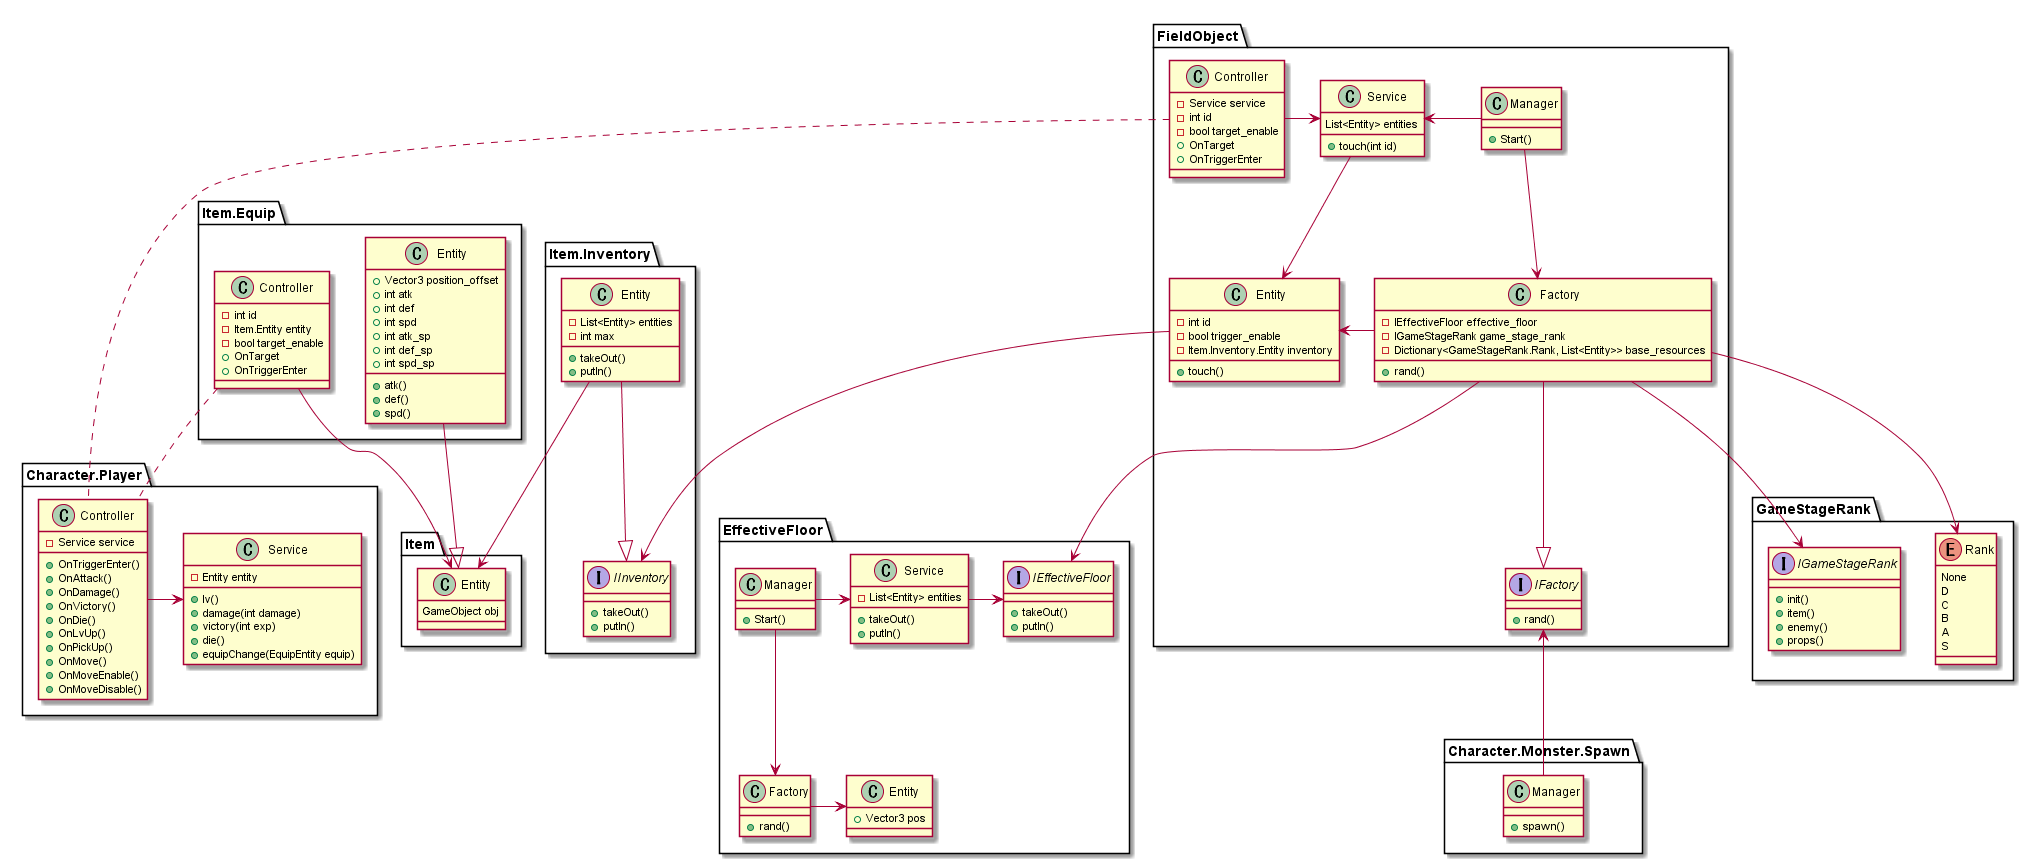 FieldObject
C Controller
Service service
int id
bool target_enable
OnTarget
OnTriggerEnter
C Service
List<Entity> entities
touch(int id)
C Manager
Start()
C Entity
int id
bool trigger_enable
Item.Inventory.Entity inventory
touch()
C Factory
IEffectiveFloor effective_floor
IGameStageRank game_stage_rank
Dictionary<GameStageRank.Rank, List<Entity>> base_resources
rand()
I IFactory
rand()
Item.Equip
C Controller
int id
Item.Entity entity
bool target_enable
OnTarget
OnTriggerEnter
C Entity
Vector3 position_offset
int atk
int def
int spd
int atk_sp
int def_sp
int spd_sp
atk()
def()
spd()
Item.Inventory
C Entity
List<Entity> entities
int max
takeOut()
putIn()
I IInventory
takeOut()
putIn()
Character.Player
C Controller
Service service
OnTriggerEnter()
OnAttack()
OnDamage()
OnVictory()
OnDie()
OnLvUp()
OnPickUp()
OnMove()
OnMoveEnable()
OnMoveDisable()
C Service
Entity entity
lv()
damage(int damage)
victory(int exp)
die()
equipChange(EquipEntity equip)
Item
C Entity
GameObject obj
EffectiveFloor
C Manager
Start()
C Service
List<Entity> entities
takeOut()
putIn()
I IEffectiveFloor
takeOut()
putIn()
C Factory
rand()
C Entity
Vector3 pos
GameStageRank
I IGameStageRank
init()
item()
enemy()
props()
E Rank
None
D
C
B
A
S
Character.Monster.Spawn
C Manager
spawn()